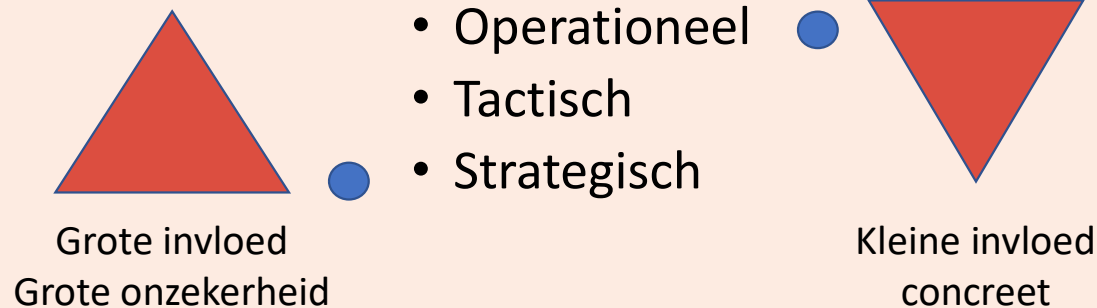 • Operationeel
• Tactisch
• Strategisch
Grote invloed
Grote onzekerheid
Kleine invloed
concreet